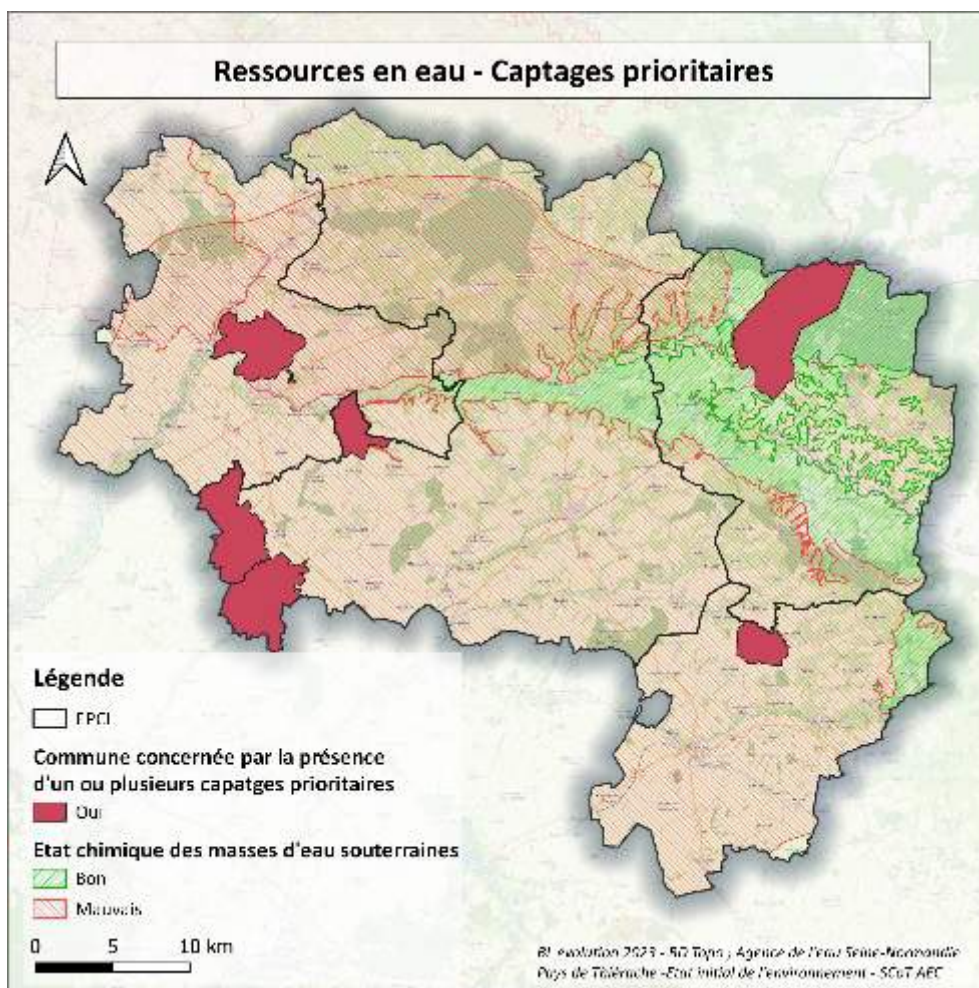 Ressources en eau - Captages prioritaires
Légende
EPCI
Commune concernée par la présence
d'un ou plusieurs capatges prioritaires
Oui
Etat chimique des masses d'eau souterraines
Bon
Mauvais
0 5 10 km
BL evolution 2023 - BD Topo ; Agence de l'eau Seine-Normandie
Pays de Thiérache -Etat initial de l'environnement - SCoT AEC